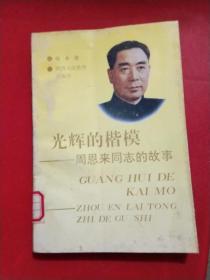 光辉的楷模
——周恩来同志的故事
GUANG HUI DE
KAI MO
——ZHOU EN LAI TONG
ZHI DE GU SHI